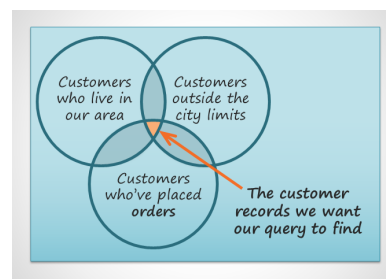 Customers
who live in
our area
Customers
outside the
city limits
Customers
who've placed
orders
The customer
records we want
our query to find